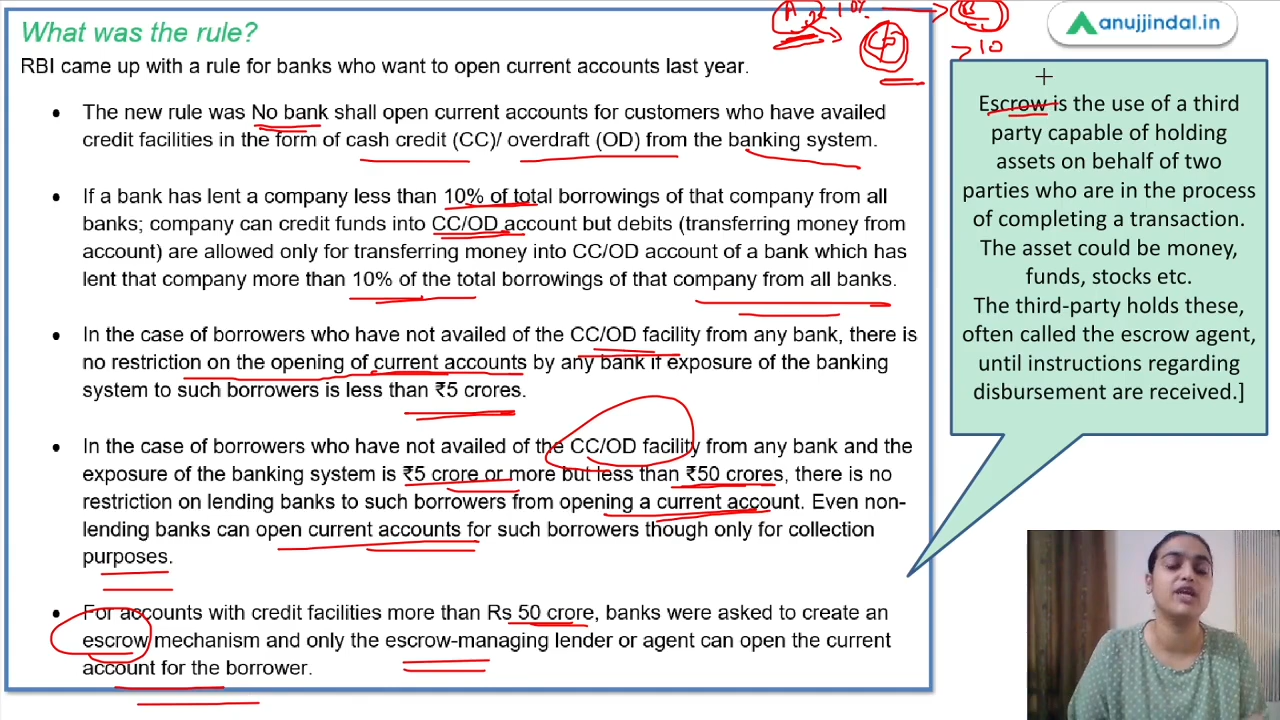 What was the rule?
RBI came up with a rule for banks who want to open current accounts last year.
• The new rule was No bank shall open current accounts for customers who have availed
credit facilities in the form of cash credit (CC)/ overdraft (OD) from the banking system.
• If a bank has lent a company less than 10% of total borrowings of that company from all
banks; company can credit funds into CC/OD account but debits (transferring money from
account) are allowed only for transferring money into CC/OD account of a bank which has
lent that company more than 10% of the total borrowings of that company from all banks.
• In the case of borrowers who have not availed of the CC/OD facility from any bank, there is
no restriction on the opening of current accounts by any bank if exposure of the banking
system to such borrowers is less than ₹5 crores.
• In the case of borrowers who have not availed of the CC/OD facility from any bank and the
exposure of the banking system is ₹5 crore or more but less than ₹50 crores, there is no
restriction on lending banks to such borrowers from opening a current account. Even non-
lending banks can open current accounts for such borrowers though only for collection
purposes.
• For accounts with credit facilities more than Rs 50 crore, banks were asked to create an
escrow mechanism and only the escrow-managing lender or agent can open the current
account for the borrower.
A
>10
anujjindal.in
Escrow is the use of a third
party capable of holding
assets on behalf of two
parties who are in the process
of completing a transaction.
The asset could be money,
funds, stocks etc.
The third-party holds these,
often called the escrow agent,
until instructions regarding
disbursement are received.]